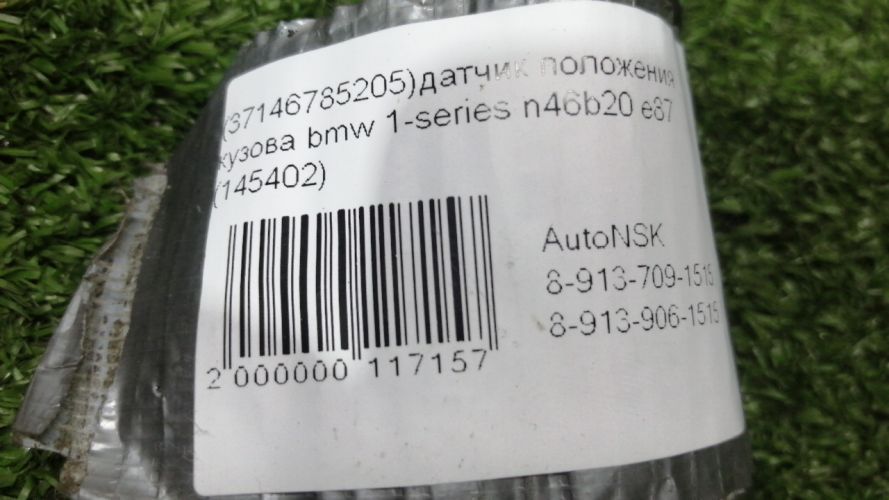 (37146785205)датчик положения
кузова bmw 1-series n46b20 e87
(145402)
AutoNSK
8-913-709-1515
8-913-906-1515
2 000000 117157